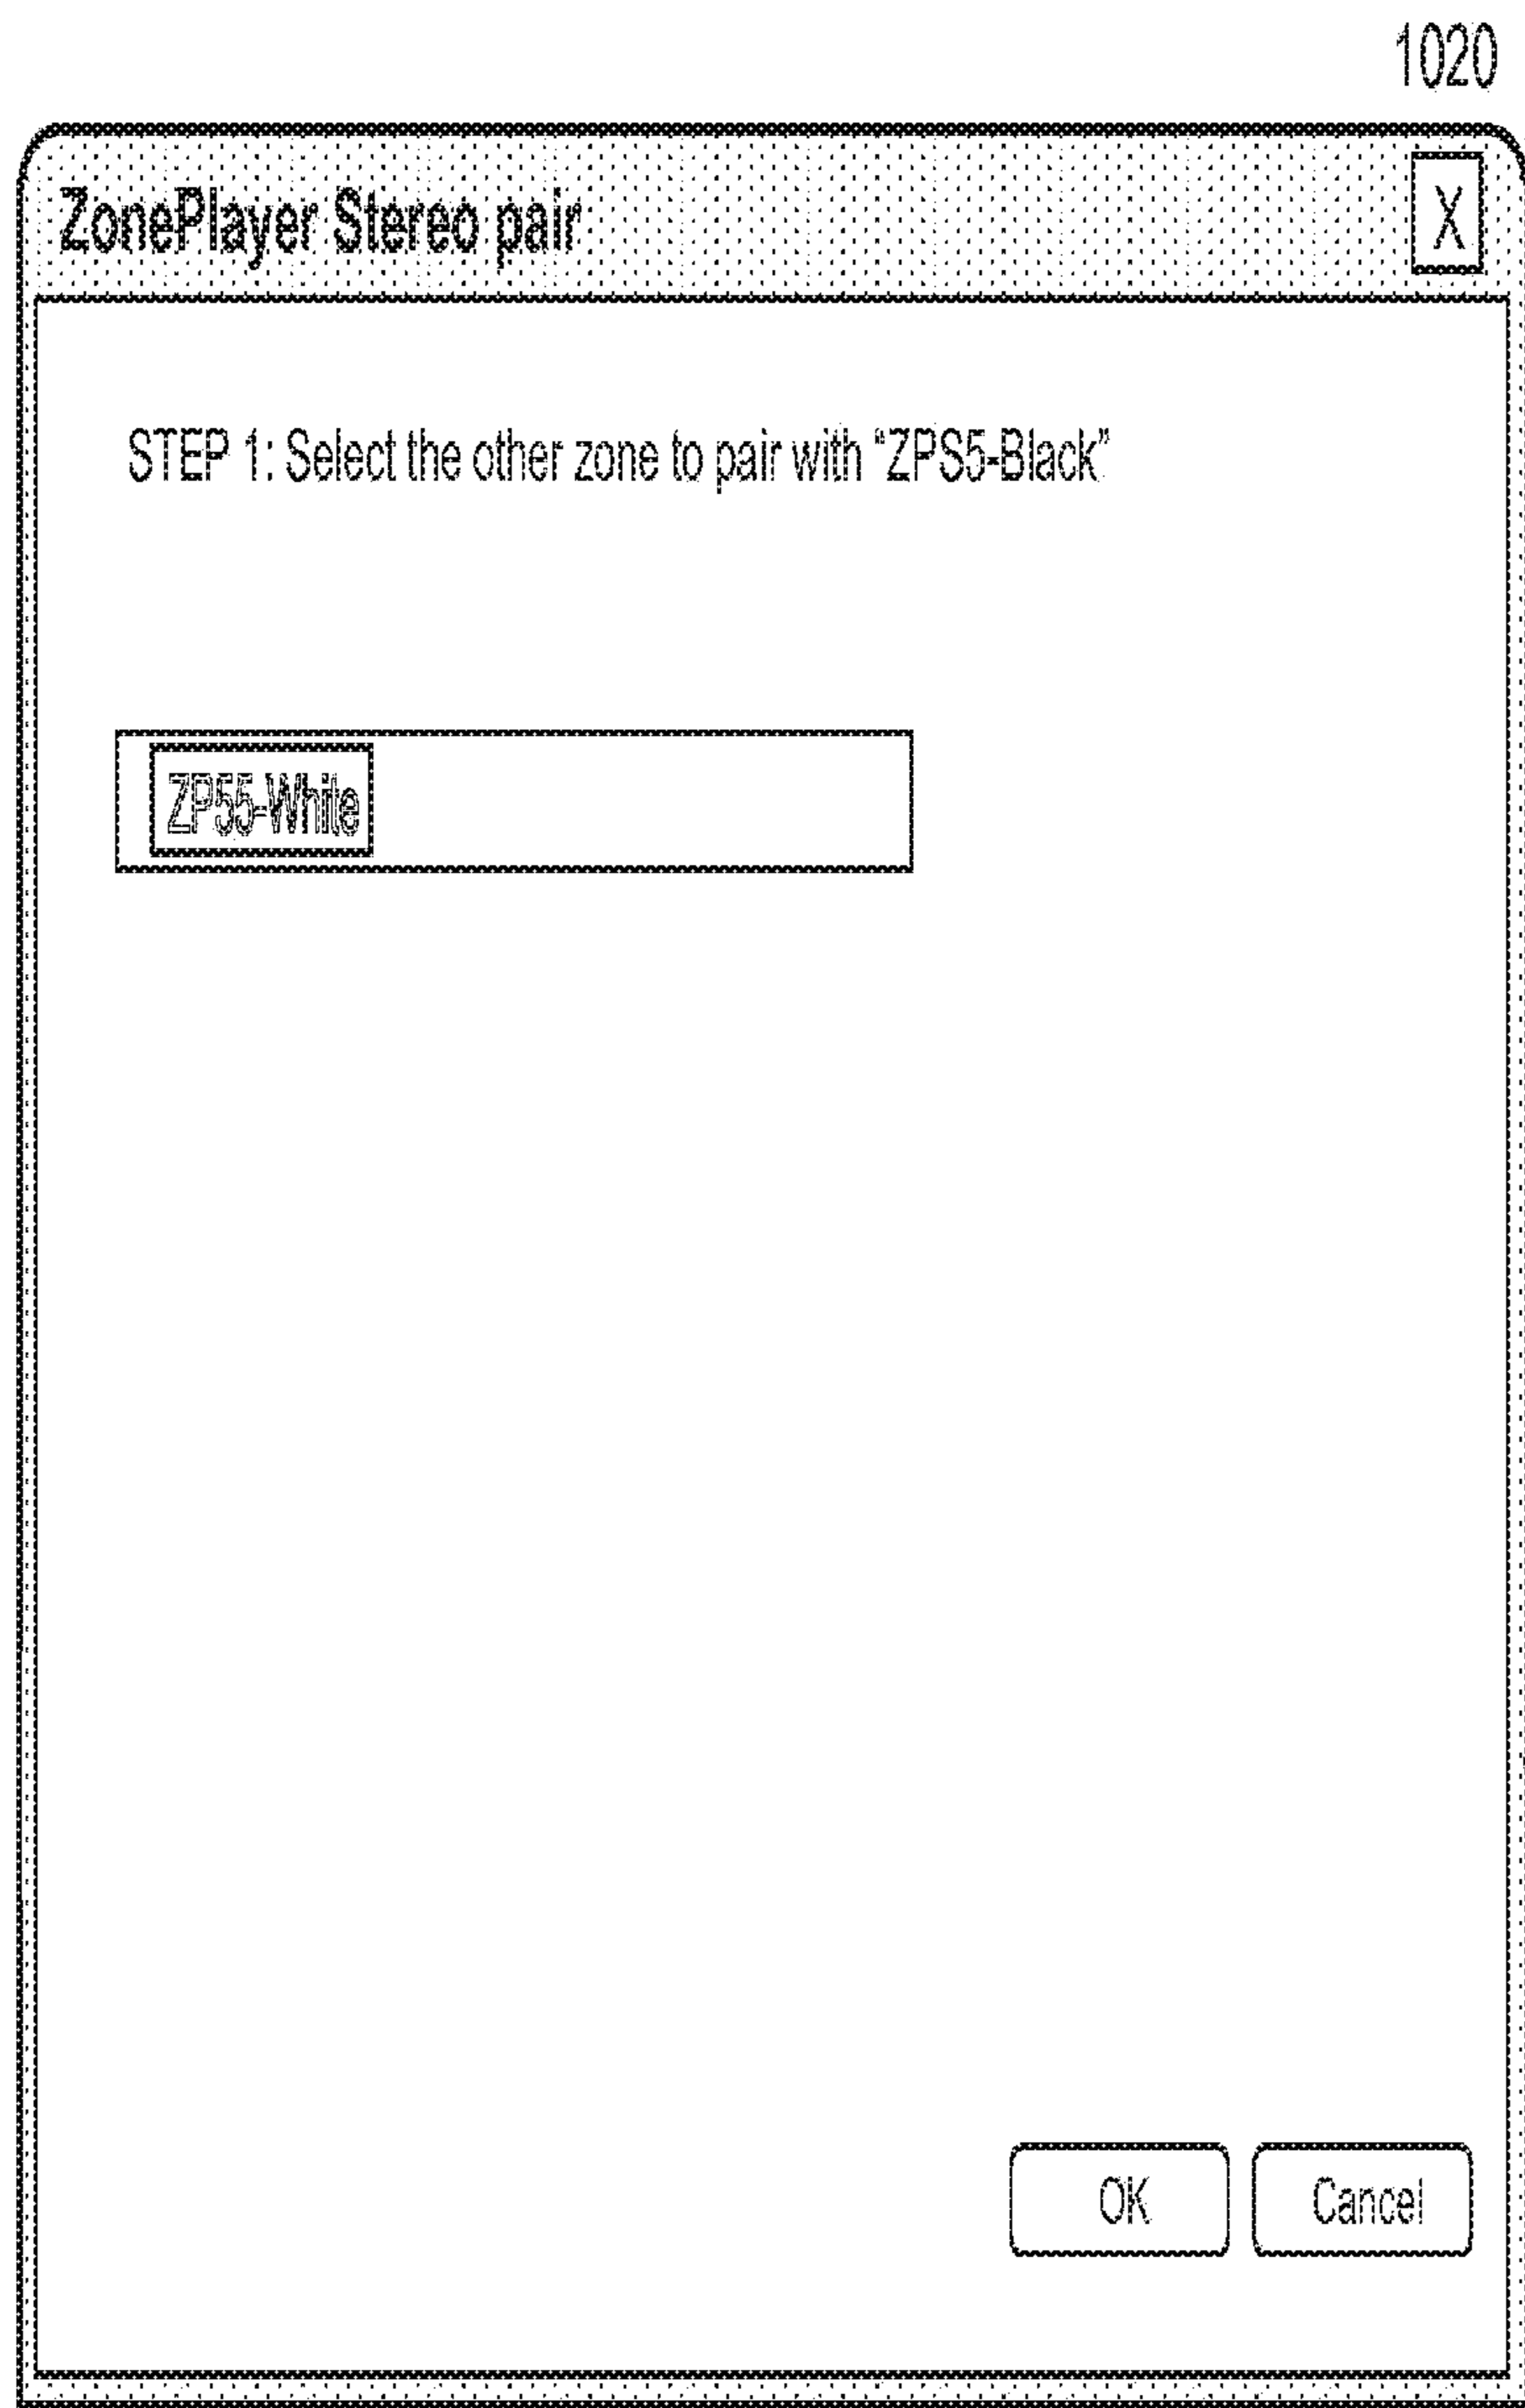 1020
ZonePlayer Stereo pair
X
STEP 1: Select the other zone to pair with “ZPS5-Black”
ZP55-White
OK
Cancel